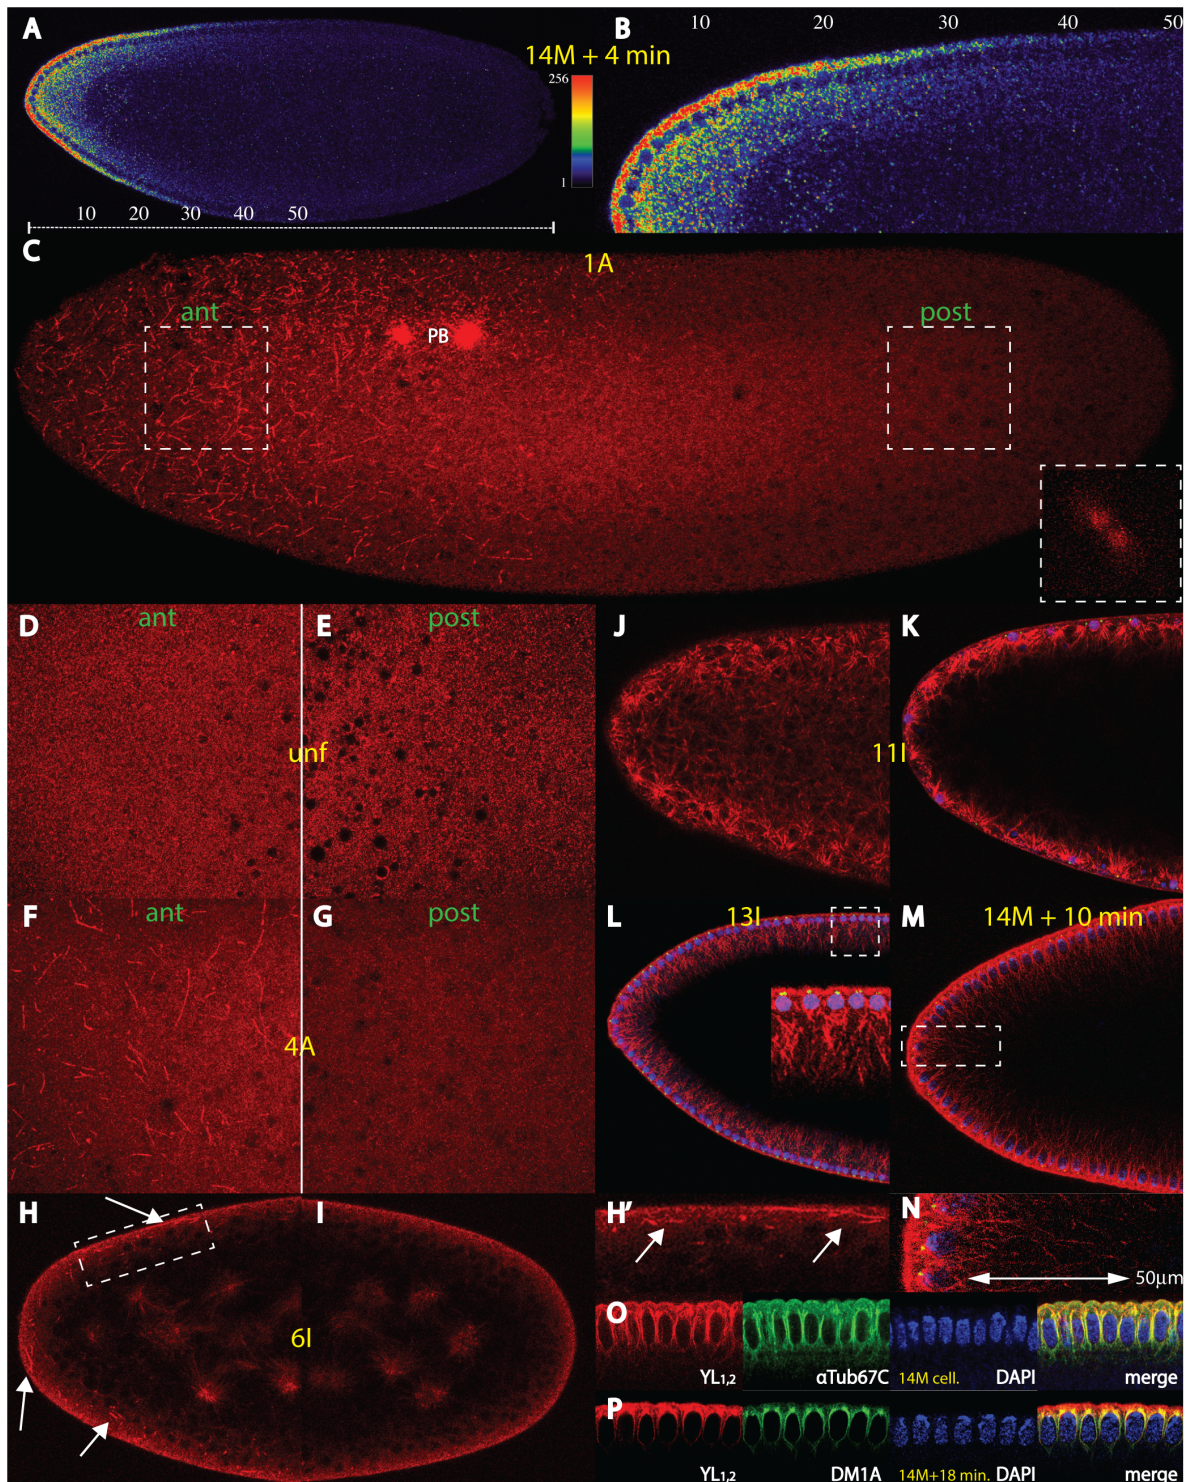 A
14M + 4 min
256
1
10 20 30 40 50
B
10 20 30 40 50
C
1A
ant
PB
post
D
ant
E
post
unf
F
ant
G
post
4A
H
I
6I
J
K
11I
L
13I
M
14M + 10 min
H'
N
50µm
O
YL1,2
αTub67C
14M cell.
DAPI
merge
P
YL1,2
DM1A
14M+18 min.
DAPI
merge